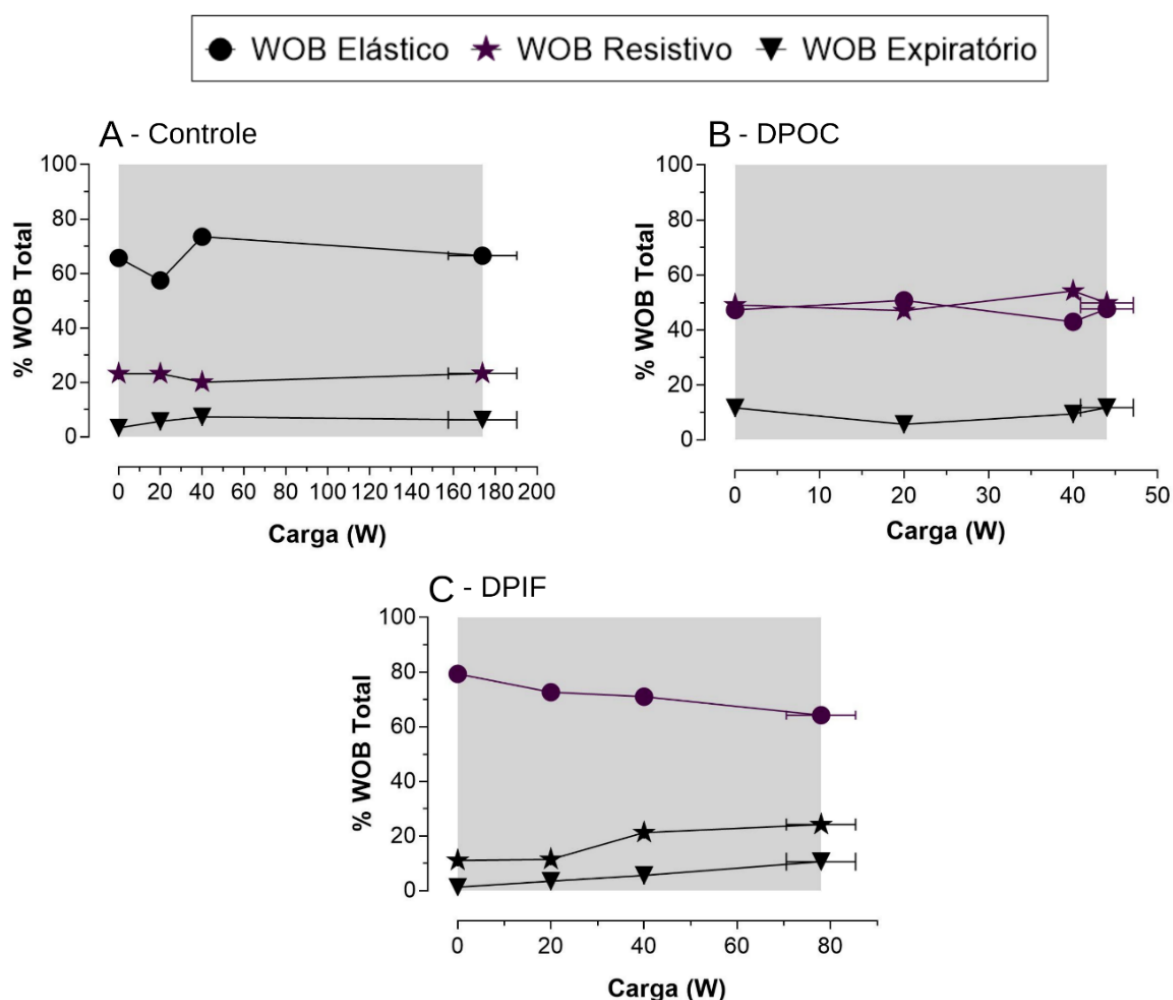 WOB Elástico WOB Resistivo WOB Expiratório
A - Controle
% WOB Total
100
80
60
40
20
0
0 20 40 60 80 100 120 140 160 180 200
Carga (W)
B - DPOC
% WOB Total
100
80
60
40
20
0
0 10 20 30 40 50
Carga (W)
C - DPIF
% WOB Total
100
80
60
40
20
0
0 20 40 60 80
Carga (W)